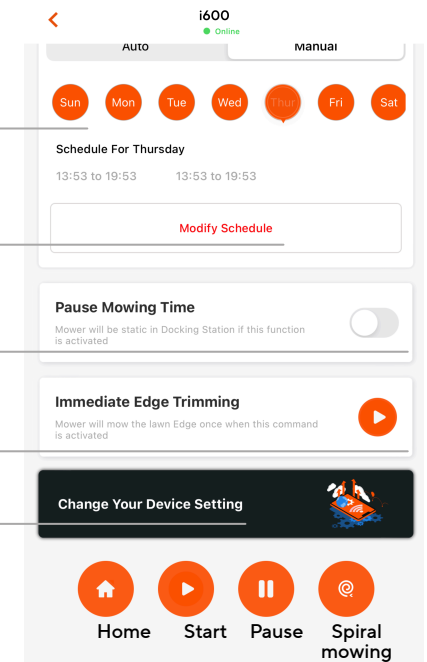 i600
Online
Auto Manual
Sun Mon Tue Wed Thur Fri Sat
Schedule For Thursday
13:53 to 19:53 13:53 to 19:53
Modify Schedule
Pause Mowing Time
Mower will be static in Docking Station if this function
is activated
Immediate Edge Trimming
Mower will mow the lawn Edge once when this command
is activated
Change Your Device Setting
Home Start Pause Spiral
mowing